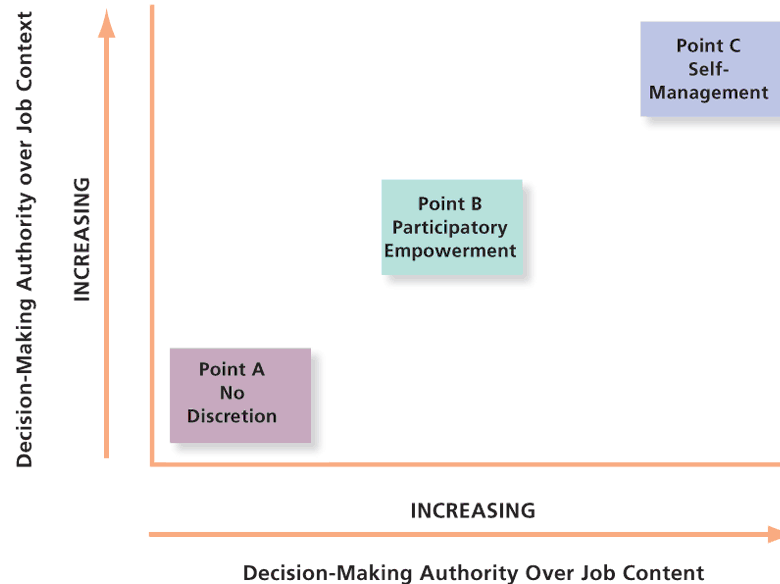 Decision-Making Authority over Job Context
INCREASING
Point C
Self-
Management
Point B
Participatory
Empowerment
Point A
No
Discretion
INCREASING
Decision-Making Authority Over Job Content